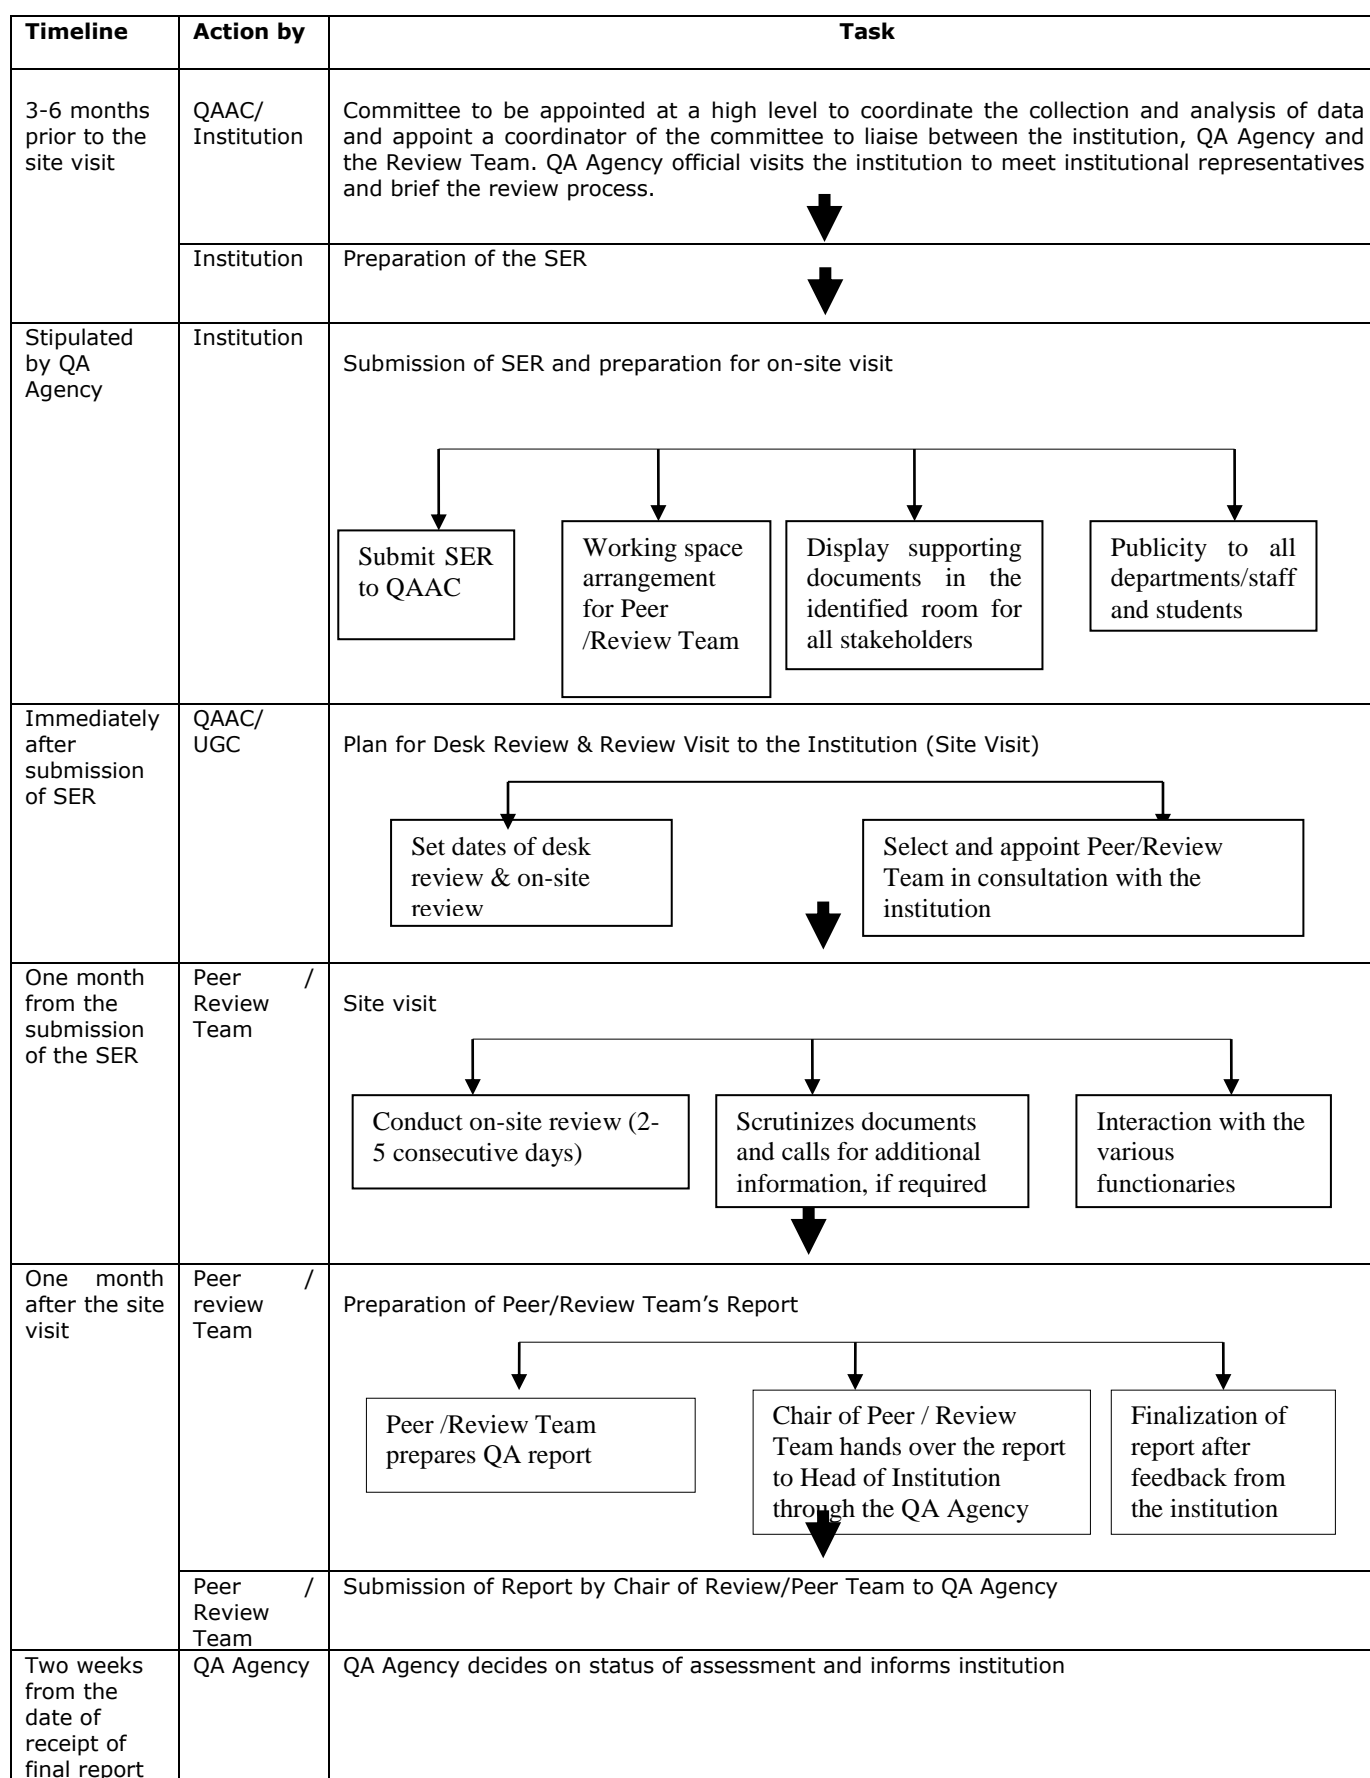 Timeline
Action by
Task
3-6 months
prior to the
site visit
QAAC/
Institution
Committee to be appointed at a high level to coordinate the collection and analysis of data
and appoint a coordinator of the committee to liaise between the institution, QA Agency and
the Review Team. QA Agency official visits the institution to meet institutional representatives
and brief the review process.
Institution
Preparation of the SER
Stipulated
by QA
Agency
Institution
Submission of SER and preparation for on-site visit
Submit SER
to QAAC
Working space
arrangement
for Peer
/Review Team
Display supporting
documents in the
identified room for
all stakeholders
Publicity to all
departments/staff
and students
Immediately
after
submission
of SER
QAAC/
UGC
Plan for Desk Review & Review Visit to the Institution (Site Visit)
Set dates of desk
review & on-site
review
Select and appoint Peer/Review
Team in consultation with the
institution
One month
from the
submission
of the SER
Peer /
Review
Team
Site visit
Conduct on-site review (2-
5 consecutive days)
Scrutinizes documents
and calls for additional
information, if required
Interaction with the
various
functionaries
One month
after the site
visit
Peer /
review
Team
Preparation of Peer/Review Team’s Report
Peer /Review Team
prepares QA report
Chair of Peer / Review
Team hands over the report
to Head of Institution
through the QA Agency
Finalization of
report after
feedback from
the institution
Peer /
Review
Team
Submission of Report by Chair of Review/Peer Team to QA Agency
Two weeks
from the
date of
receipt of
final report
QA Agency
QA Agency decides on status of assessment and informs institution